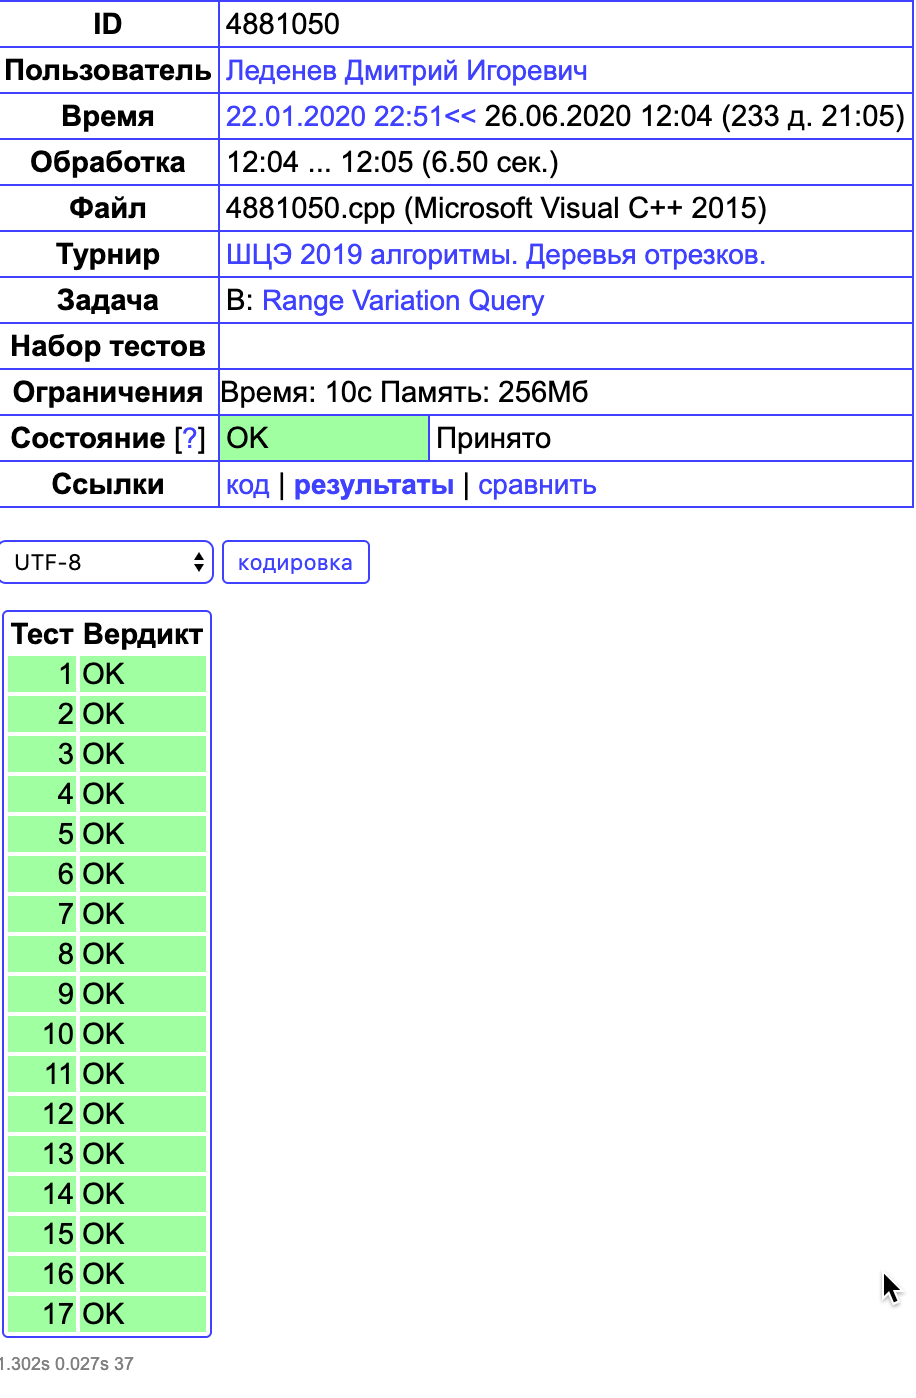 ID 4881050
Пользователь Леденев Дмитрий Игоревич
Время 22.01.2020 22:51<< 26.06.2020 12:04 (233 д. 21:05)
Обработка 12:04 ... 12:05 (6.50 сек.)
Файл 4881050.cpp (Microsoft Visual C++ 2015)
Турнир ШЦЭ 2019 алгоритмы. Деревья отрезков.
Задача B: Range Variation Query
Набор тестов
Ограничения Время: 10с Память: 256Мб
Состояние [?] OK Принято
Ссылки код | результаты | сравнить
UTF-8 кодировка
Тест Вердикт
1 OK
2 OK
3 OK
4 OK
5 OK
6 OK
7 OK
8 OK
9 OK
10 OK
11 OK
12 OK
13 OK
14 OK
15 OK
16 OK
17 OK
1.302s 0.027s 37